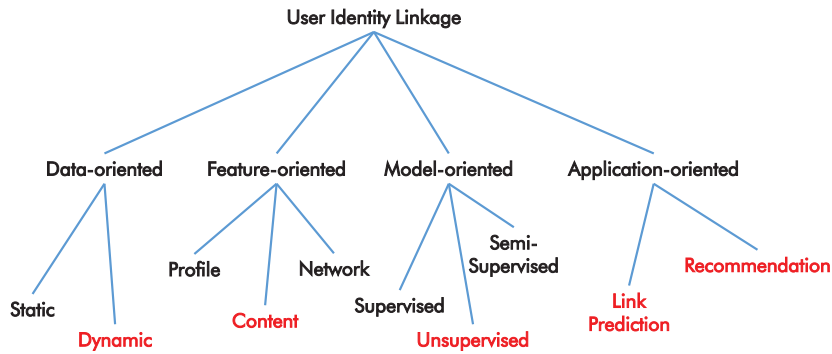 User Identity Linkage
Data-oriented
Feature-oriented
Model-oriented
Application-oriented
Static
Dynamic
Profile
Content
Network
Supervised
Unsupervised
Semi-
Supervised
Link
Prediction
Recommendation